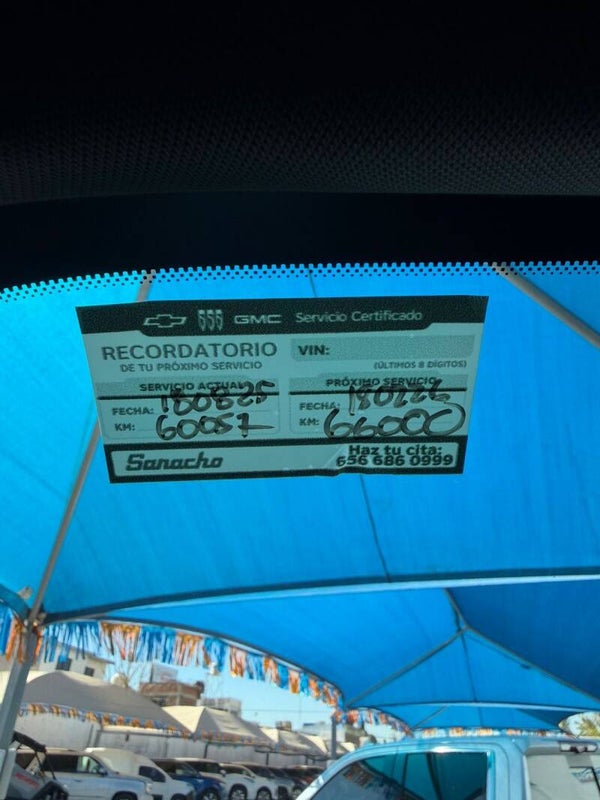 GMC Servicio Certificado
RECORDATORIO
DE TU PRÓXIMO SERVICIO
VIN:
(ÚLTIMOS 8 DÍGITOS)
SERVICIO ACTUAL
FECHA: 180825
KM: 60057
PRÓXIMO SERVICIO
FECHA: 180226
KM: 66000
Sanacho
Haz tu cita:
656 686 0999